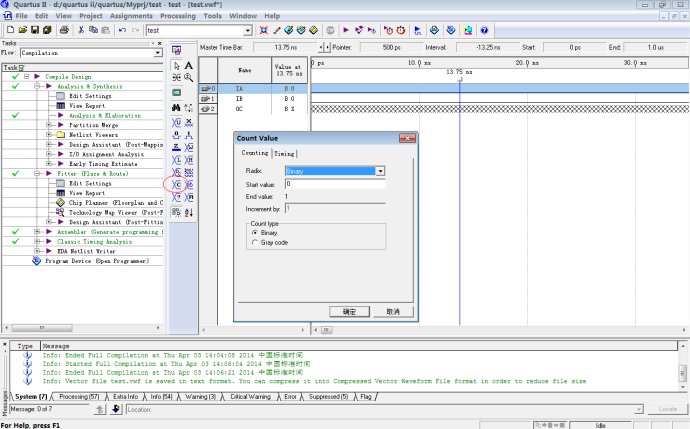 Quartus II - d:/quartus ii/quartus/Myprj/test - test - [test.vwf*]
File Edit View Project Assignments Processing Tools Window Help
test
Tasks
Flow: Compilation
Master Time Bar: 13.75 ns Pointer: 500 ps Interval: -13.25 ns Start: 0 ps End: 1.0 us
Task
Compile Design
Analysis & Synthesis
Edit Settings
View Report
Analysis & Elaboration
Partition Merge
Netlist Viewers
Design Assistant (Post-Mapping
I/O Assignment Analysis
Early Timing Estimate
Fitter (Place & Route)
Edit Settings
View Report
Chip Planner (Floorplan and C
Technology Map Viewer (Post-F
Design Assistant (Post-Fittin
Assembler (Generate programming f
Classic Timing Analysis
EDA Netlist Writer
Program Device (Open Programmer)
Name
Value at
13.75 ns
0 ps 10.0 ns 20.0 ns 30.0 ns
13.75 ns
0 IA B 0
1 IB B 0
2 OC B X
Count Value
Counting Timing
Radix: Binary
Start value: 0
End value: 1
Increment by: 1
Count type
Binary
Gray code
确定 取消
Type Message
Info: Ended Full Compilation at Thu Apr 03 14:04:08 2014 中国标准时间
Info: Started Full Compilation at Thu Apr 03 14:06:04 2014 中国标准时间
Info: Ended Full Compilation at Thu Apr 03 14:06:21 2014 中国标准时间
Info: Vector file test.vwf is saved in text format. You can compress it into Compressed Vector Waveform File format in order to reduce file size
System (7) Processing (57) Extra Info Info (54) Warning (3) Critical Warning Error Suppressed (5) Flag
Message: 0 of 7 Location: Locate
Messages
For Help, press F1 Idle